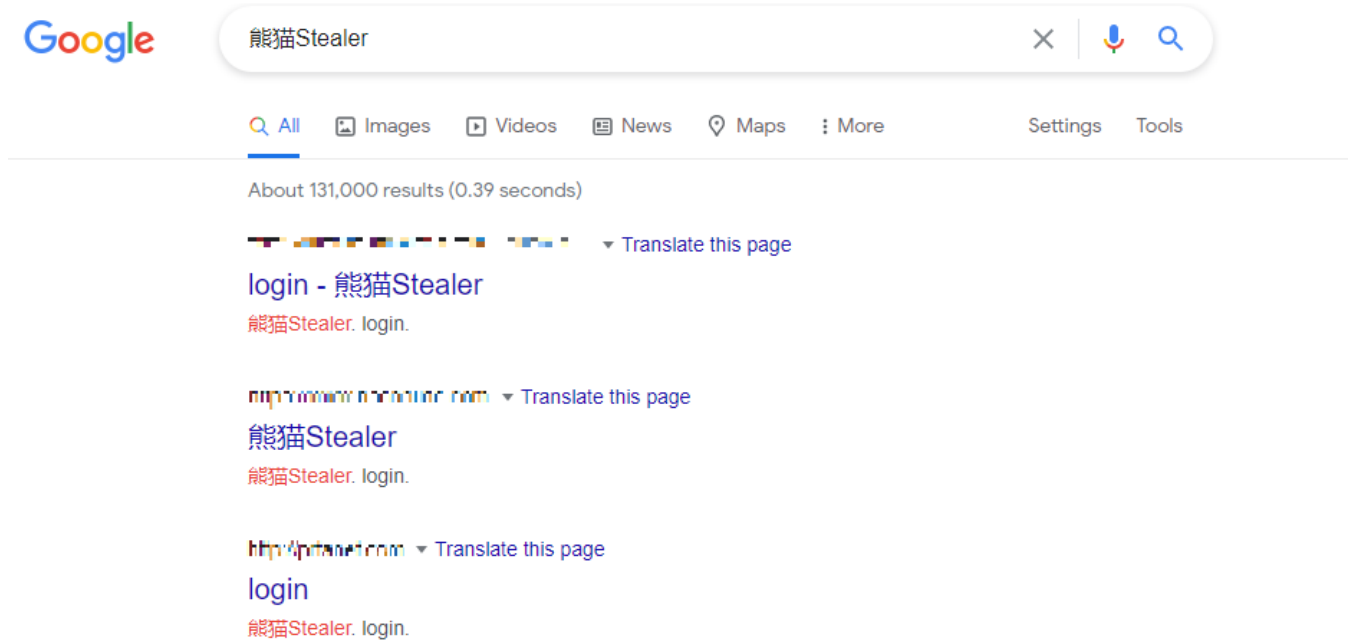 Google
熊猫Stealer
All Images Videos News Maps More Settings Tools
About 131,000 results (0.39 seconds)
Translate this page
login - 熊猫Stealer
熊猫Stealer. login.
Translate this page
熊猫Stealer
熊猫Stealer. login.
Translate this page
login
熊猫Stealer. login.